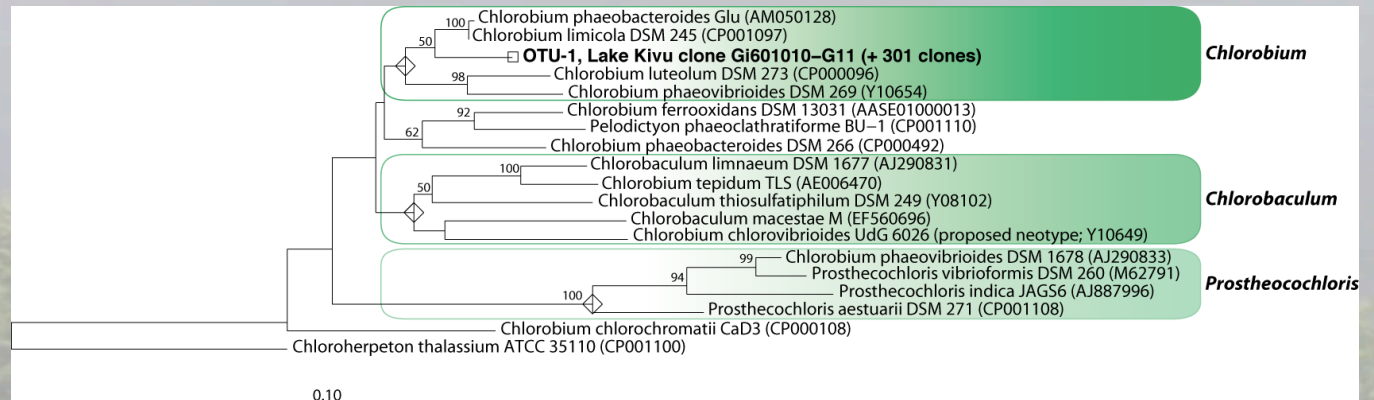 100 Chlorobium phaeobacteroides Glu (AM050128)
Chlorobium limicola DSM 245 (CP001097)
50
OTU-1, Lake Kivu clone Gi601010–G11 (+ 301 clones)
Chlorobium
98 Chlorobium luteolum DSM 273 (CP000096)
Chlorobium phaeovibrioides DSM 269 (Y10654)
92 Chlorobium ferrooxidans DSM 13031 (AASE01000013)
Pelodictyon phaeoclathratiforme BU–1 (CP001110)
62
Chlorobium phaeobacteroides DSM 266 (CP000492)
100 Chlorobaculum limnaeum DSM 1677 (AJ290831)
Chlorobium tepidum TLS (AE006470)
50
Chlorobaculum thiosulfatiphilum DSM 249 (Y08102)
Chlorobaculum
Chlorobaculum macestae M (EF560696)
Chlorobium chlorovibrioides UdG 6026 (proposed neotype; Y10649)
99 Chlorobium phaeovibrioides DSM 1678 (AJ290833)
Prosthecochloris vibrioformis DSM 260 (M62791)
94
Prostheocochloris
Prosthecochloris indica JAGS6 (AJ887996)
100
Prosthecochloris aestuarii DSM 271 (CP001108)
Chlorobium chlorochromatii CaD3 (CP000108)
Chloroherpeton thalassium ATCC 35110 (CP001100)
0.10